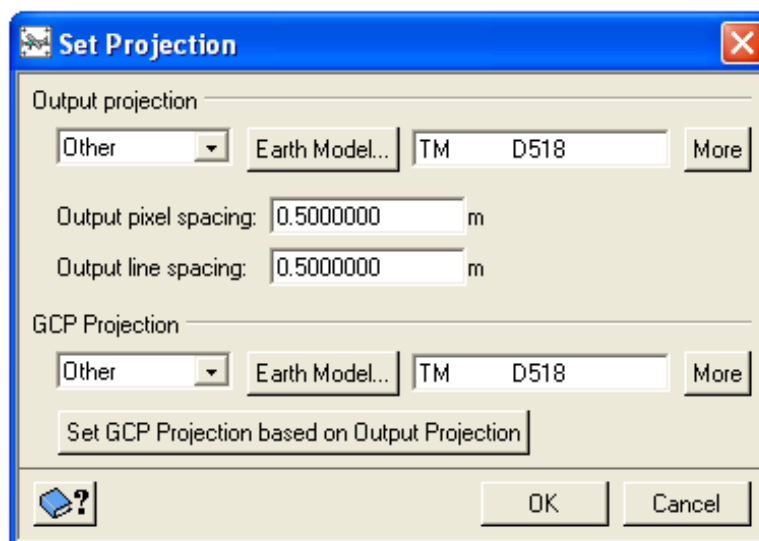 Set Projection
Output projection
Other Earth Model... TM D518 More
Output pixel spacing: 0.5000000 m
Output line spacing: 0.5000000 m
GCP Projection
Other Earth Model... TM D518 More
Set GCP Projection based on Output Projection
? OK Cancel